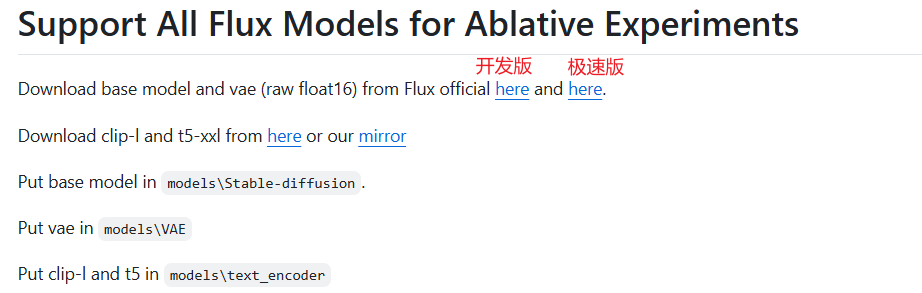 Support All Flux Models for Ablative Experiments
开发版 极速版
Download base model and vae (raw float16) from Flux official here and here.
Download clip-l and t5-xxl from here or our mirror
Put base model in models\Stable-diffusion.
Put vae in models\VAE
Put clip-l and t5 in models\text_encoder